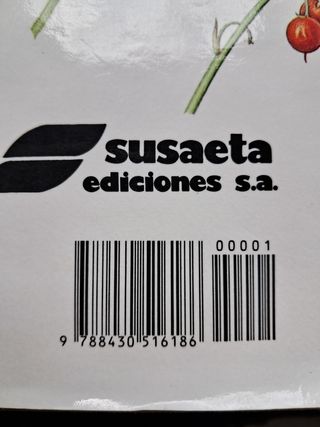 susaeta
ediciones s.a.
00001
9 788430 516186